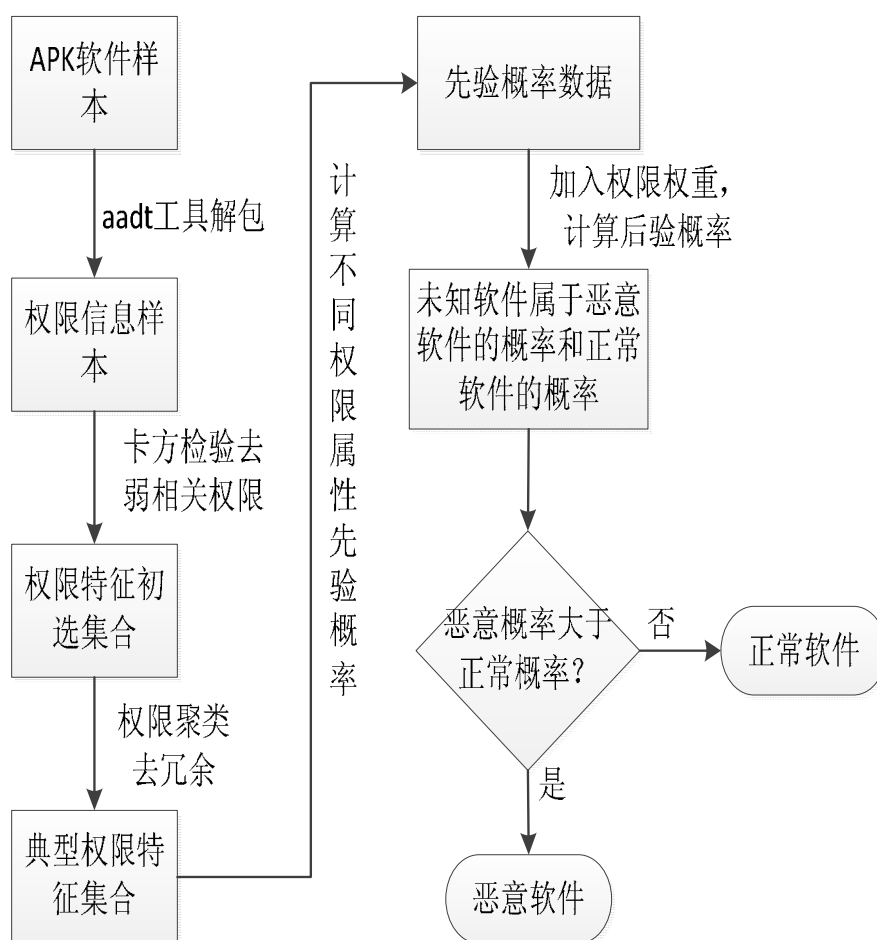 APK软件样
本
aadt工具解包
权限信息样
本
卡方检验去
弱相关权限
权限特征初
选集合
权限聚类
去冗余
典型权限特
征集合
计
算
不
同
权
限
属
性
先
验
概
率
先验概率数据
加入权限权重，
计算后验概率
未知软件属于恶意
软件的概率和正常
软件的概率
恶意概率大于
正常概率？
否
正常软件
是
恶意软件